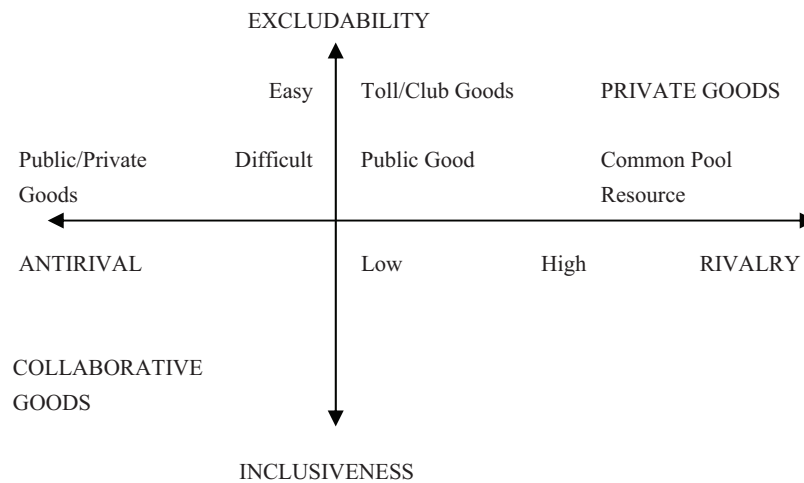 EXCLUDABILITY
Easy Toll/Club Goods PRIVATE GOODS
Public/Private Difficult Public Good Common Pool
Goods Resource
ANTIRIVAL Low High RIVALRY
COLLABORATIVE
GOODS
INCLUSIVENESS